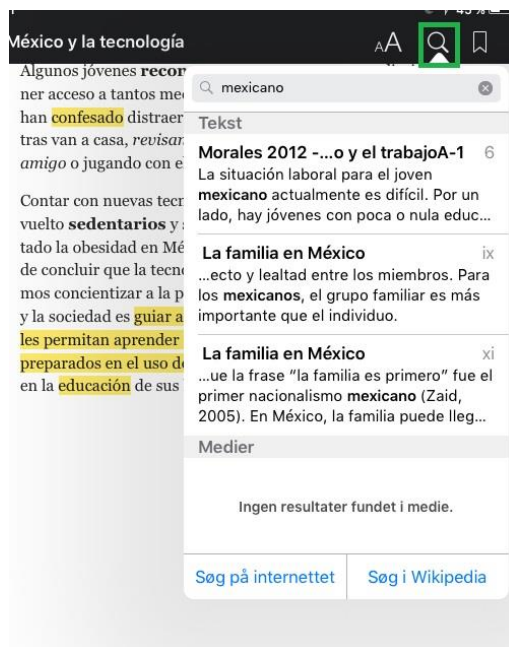 45 %
México y la tecnología
AA
Algunos jóvenes recor
ner acceso a tantos me
han confesado distraer
tras van a casa, revisar
amigo o jugando con e
Contar con nuevas tecn
vuelto sedentarios y
tado la obesidad en Mé
de concluir que la tecno
mos concientizar a la p
y la sociedad es guiar a
les permitan aprender
preparados en el uso de
en la educación de sus
mexicano
Tekst
Morales 2012 -...o y el trabajoA-1 6
La situación laboral para el joven
mexicano actualmente es difícil. Por un
lado, hay jóvenes con poca o nula educ...
La familia en México ix
...ecto y lealtad entre los miembros. Para
los mexicanos, el grupo familiar es más
importante que el individuo.
La familia en México xi
...ue la frase "la familia es primero" fue el
primer nacionalismo mexicano (Zaid,
2005). En México, la familia puede lleg...
Medier
Ingen resultater fundet i medie.
Søg på internettet Søg i Wikipedia